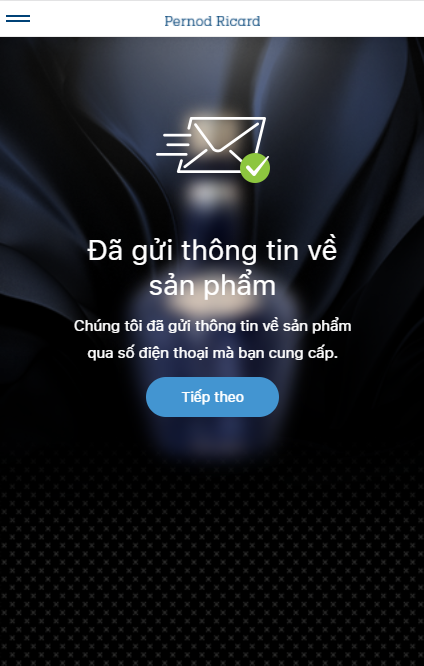 Pernod Ricard
Đã gửi thông tin về
sản phẩm
Chúng tôi đã gửi thông tin về sản phẩm
qua số điện thoại mà bạn cung cấp.
Tiếp theo